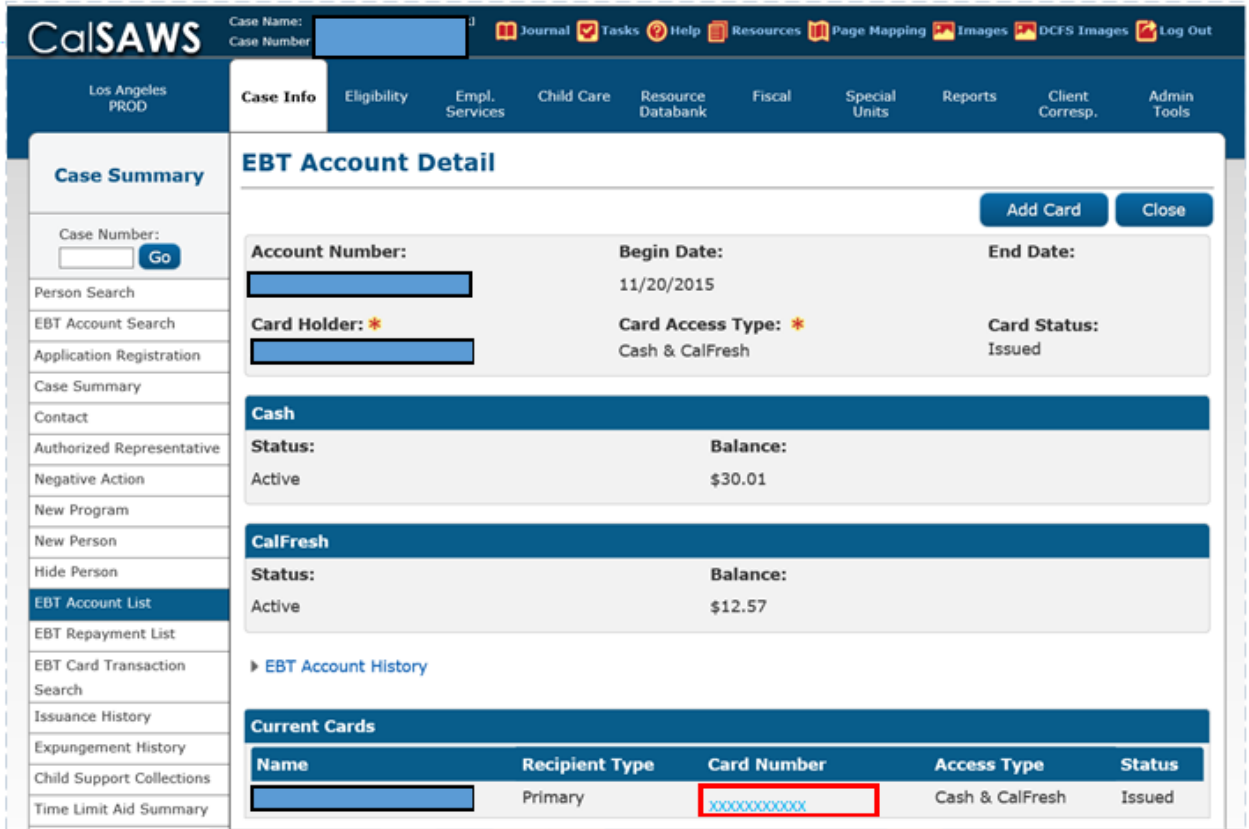 CalSAWS
Case Name:
Case Number
Journal Tasks Help Resources Page Mapping Images DCFS Images Log Out
Los Angeles
PROD
Case Info
Eligibility
Empl.
Services
Child Care
Resource
Databank
Fiscal
Special
Units
Reports
Client
Corresp.
Admin
Tools
Case Summary
Case Number:
Go
Person Search
EBT Account Search
Application Registration
Case Summary
Contact
Authorized Representative
Negative Action
New Program
New Person
Hide Person
EBT Account List
EBT Repayment List
EBT Card Transaction
Search
Issuance History
Expungement History
Child Support Collections
Time Limit Aid Summary
EBT Account Detail
Add Card Close
Account Number: Begin Date: End Date:
11/20/2015
Card Holder: * Card Access Type: * Card Status:
Cash & CalFresh Issued
Cash
Status: Balance:
Active $30.01
CalFresh
Status: Balance:
Active $12.57
EBT Account History
Current Cards
Name Recipient Type Card Number Access Type Status
Primary xxxxxxxxxxx Cash & CalFresh Issued